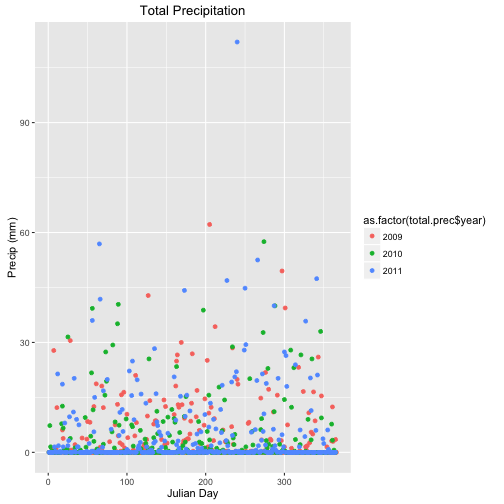 Total Precipitation
Precip (mm)
90
60
30
0
0 100 200 300
Julian Day
as.factor(total.prec$year)
2009
2010
2011